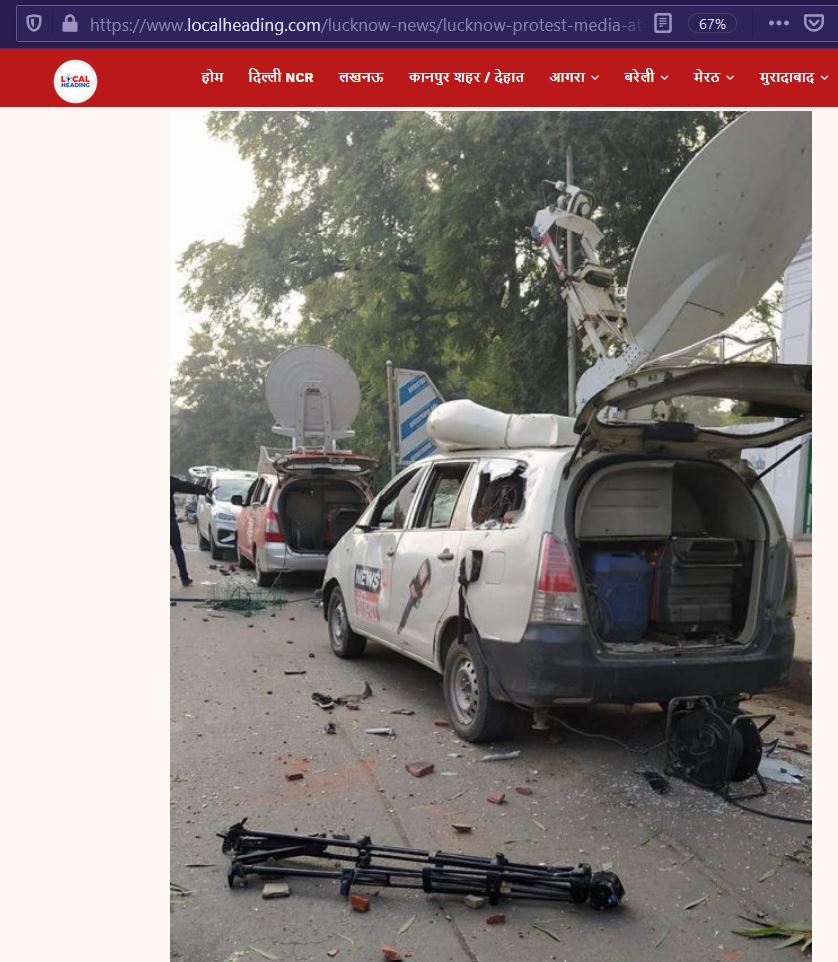 https://www.localheading.com/lucknow-news/lucknow-protest-media-at
67%
LOCAL
HEADING
होम दिल्ली NCR लखनऊ कानपुर शहर / देहात आगरा बरेली मेरठ मुरादाबाद
NEWS